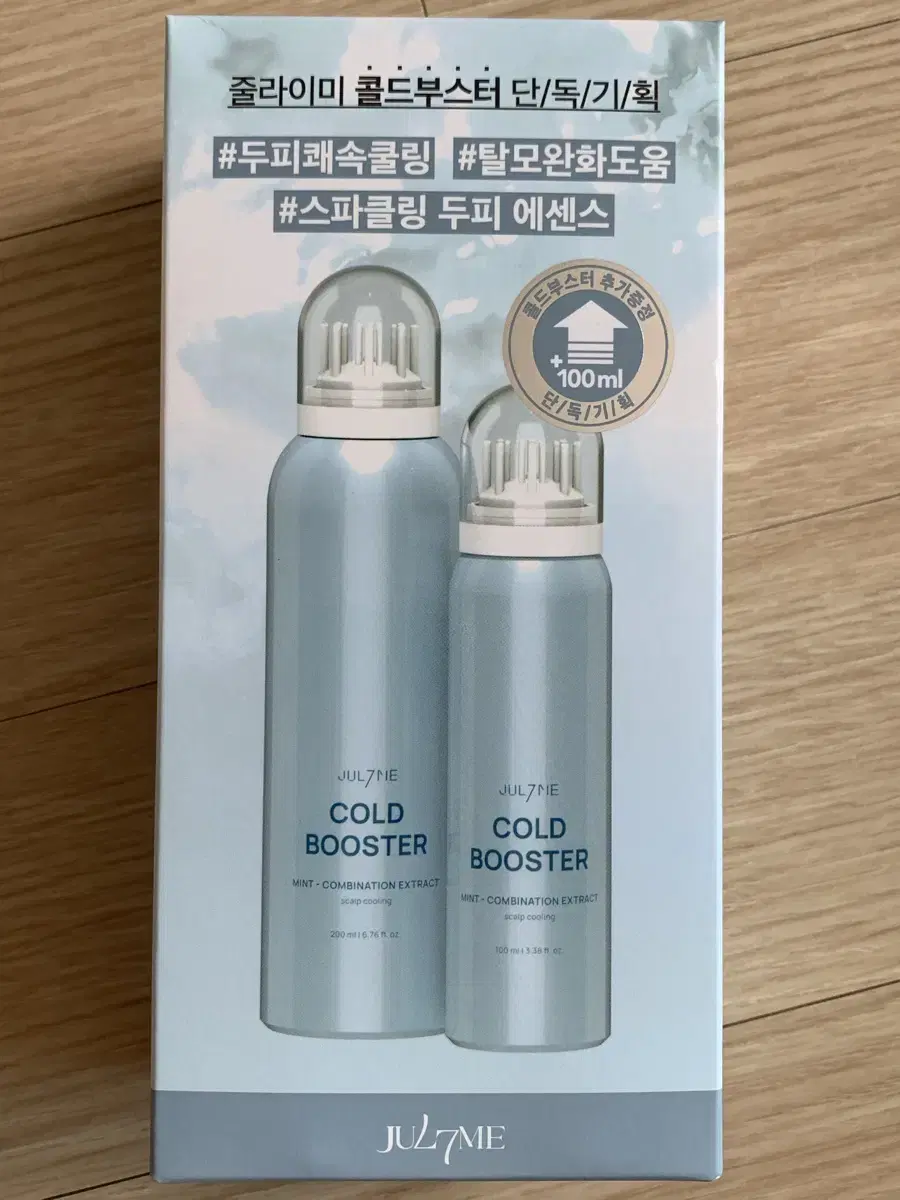 줄라이미 콜드부스터 단/독/기/획
#두피쾌속쿨링 #탈모완화도움
#스파클링 두피 에센스
콜드부스터 추가증정
+100ml
단/독/기/획
JUL7ME
COLD
BOOSTER
MINT - COMBINATION EXTRACT
scalp cooling
200 ml | 6.76 fl. oz.
JUL7ME
COLD
BOOSTER
MINT - COMBINATION EXTRACT
scalp cooling
100 ml | 3.38 fl. oz.
JUL7ME